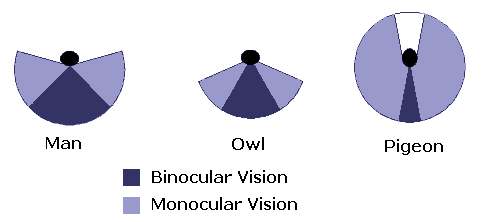 Man
Owl
Pigeon
Binocular Vision
Monocular Vision